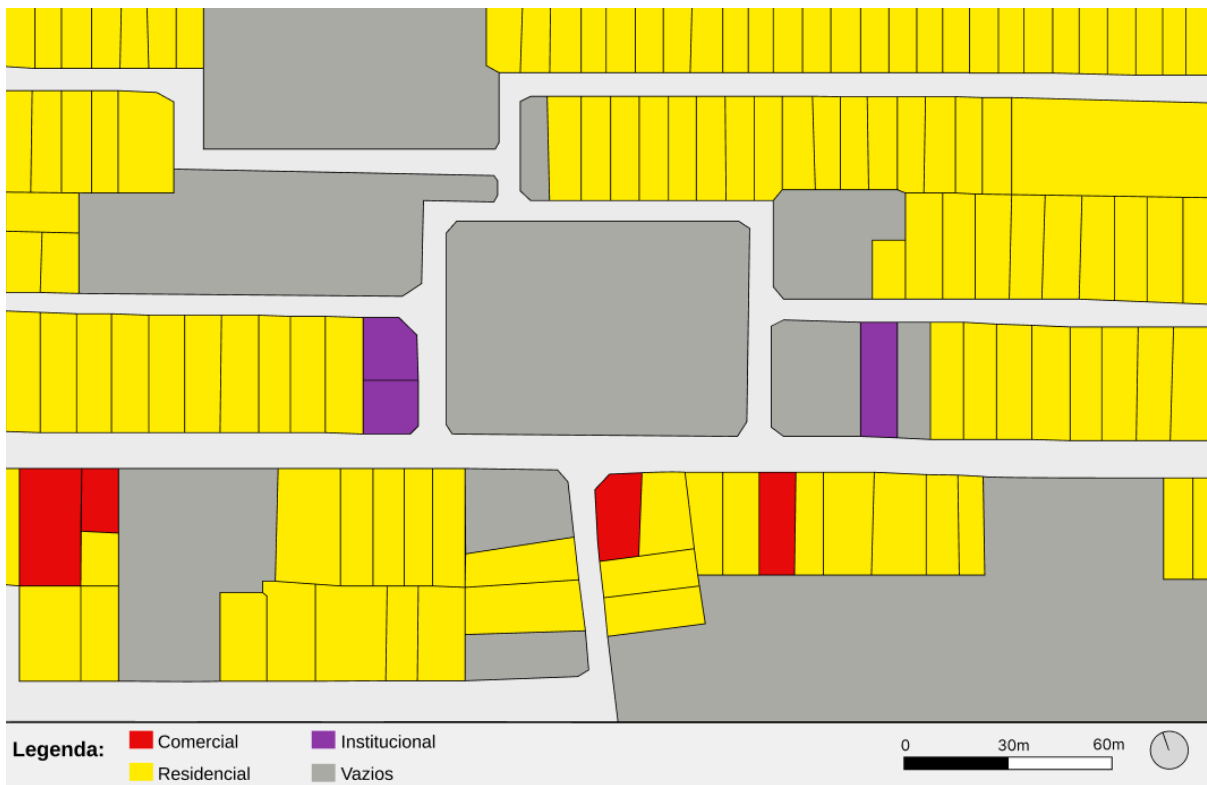 Legenda:
Comercial
Institucional
Residencial
Vazios
0 30m 60m